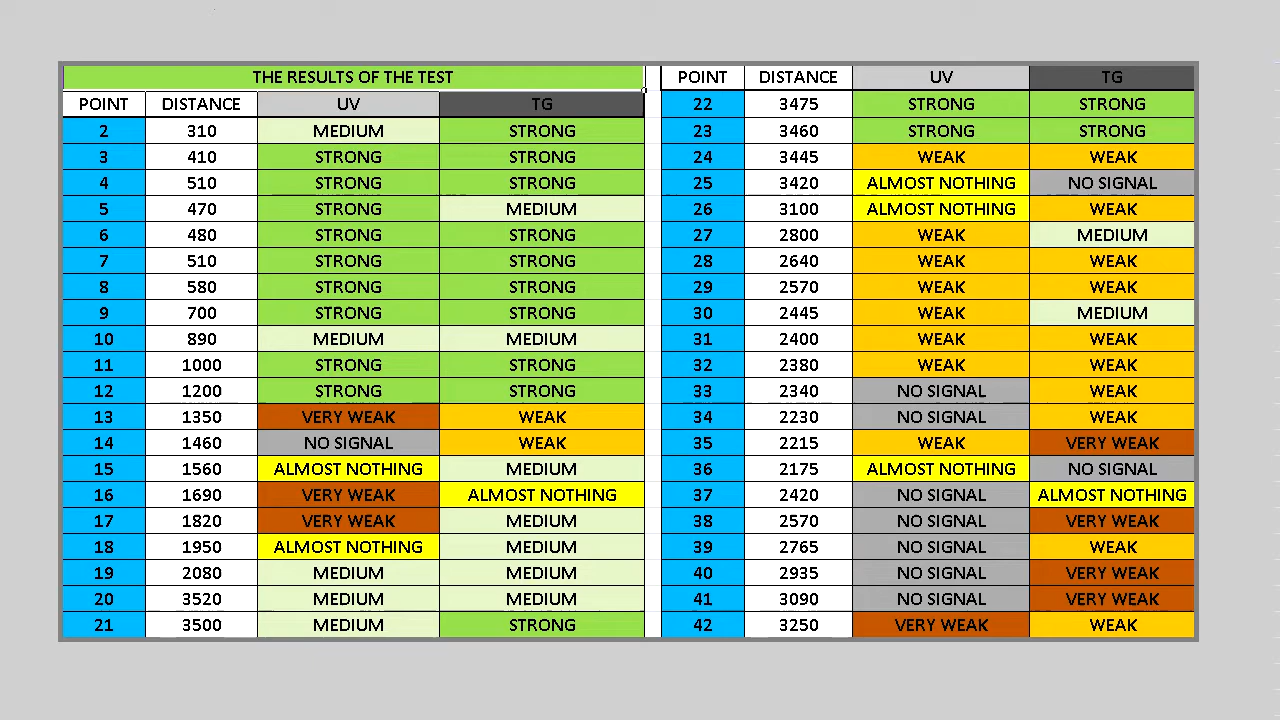 THE RESULTS OF THE TEST
POINT DISTANCE UV TG
2 310 MEDIUM STRONG
3 410 STRONG STRONG
4 510 STRONG STRONG
5 470 STRONG MEDIUM
6 480 STRONG STRONG
7 510 STRONG STRONG
8 580 STRONG STRONG
9 700 STRONG STRONG
10 890 MEDIUM MEDIUM
11 1000 STRONG STRONG
12 1200 STRONG STRONG
13 1350 VERY WEAK WEAK
14 1460 NO SIGNAL WEAK
15 1560 ALMOST NOTHING MEDIUM
16 1690 VERY WEAK ALMOST NOTHING
17 1820 VERY WEAK MEDIUM
18 1950 ALMOST NOTHING MEDIUM
19 2080 MEDIUM MEDIUM
20 3520 MEDIUM MEDIUM
21 3500 MEDIUM STRONG
POINT DISTANCE UV TG
22 3475 STRONG STRONG
23 3460 STRONG STRONG
24 3445 WEAK WEAK
25 3420 ALMOST NOTHING NO SIGNAL
26 3100 ALMOST NOTHING WEAK
27 2800 WEAK MEDIUM
28 2640 WEAK WEAK
29 2570 WEAK WEAK
30 2445 WEAK MEDIUM
31 2400 WEAK WEAK
32 2380 WEAK WEAK
33 2340 NO SIGNAL WEAK
34 2230 NO SIGNAL WEAK
35 2215 WEAK VERY WEAK
36 2175 ALMOST NOTHING NO SIGNAL
37 2420 NO SIGNAL ALMOST NOTHING
38 2570 NO SIGNAL VERY WEAK
39 2765 NO SIGNAL WEAK
40 2935 NO SIGNAL VERY WEAK
41 3090 NO SIGNAL VERY WEAK
42 3250 VERY WEAK WEAK